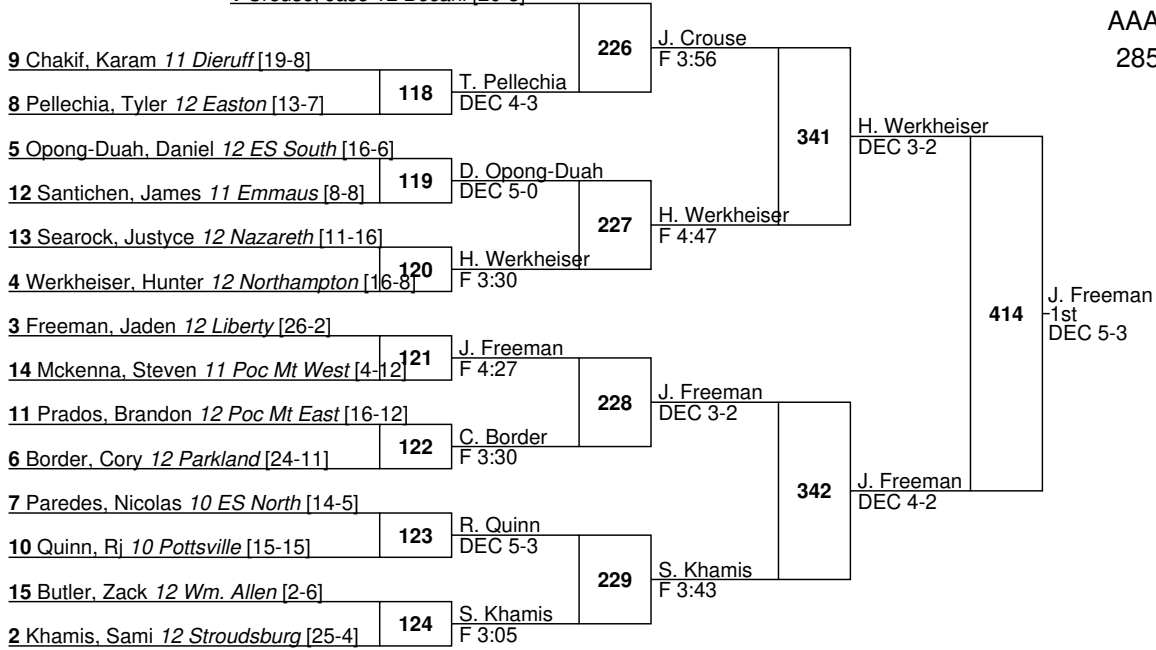 AAA
285
226
J. Crouse
F 3:56
9 Chakif, Karam 11 Dieruff [19-8]
118
T. Pellechia
DEC 4-3
8 Pellechia, Tyler 12 Easton [13-7]
341
H. Werkheiser
DEC 3-2
5 Opong-Duah, Daniel 12 ES South [16-6]
119
D. Opong-Duah
DEC 5-0
12 Santichen, James 11 Emmaus [8-8]
227
H. Werkheiser
F 4:47
13 Searock, Justyce 12 Nazareth [11-16]
120
H. Werkheiser
F 3:30
4 Werkheiser, Hunter 12 Northampton [16-8]
414
J. Freeman
1st
DEC 5-3
3 Freeman, Jaden 12 Liberty [26-2]
121
J. Freeman
F 4:27
14 Mckenna, Steven 11 Poc Mt West [4-12]
228
J. Freeman
DEC 3-2
11 Prados, Brandon 12 Poc Mt East [16-12]
122
C. Border
F 3:30
6 Border, Cory 12 Parkland [24-11]
342
J. Freeman
DEC 4-2
7 Paredes, Nicolas 10 ES North [14-5]
123
R. Quinn
DEC 5-3
10 Quinn, Rj 10 Pottsville [15-15]
229
S. Khamis
F 3:43
15 Butler, Zack 12 Wm. Allen [2-6]
124
S. Khamis
F 3:05
2 Khamis, Sami 12 Stroudsburg [25-4]